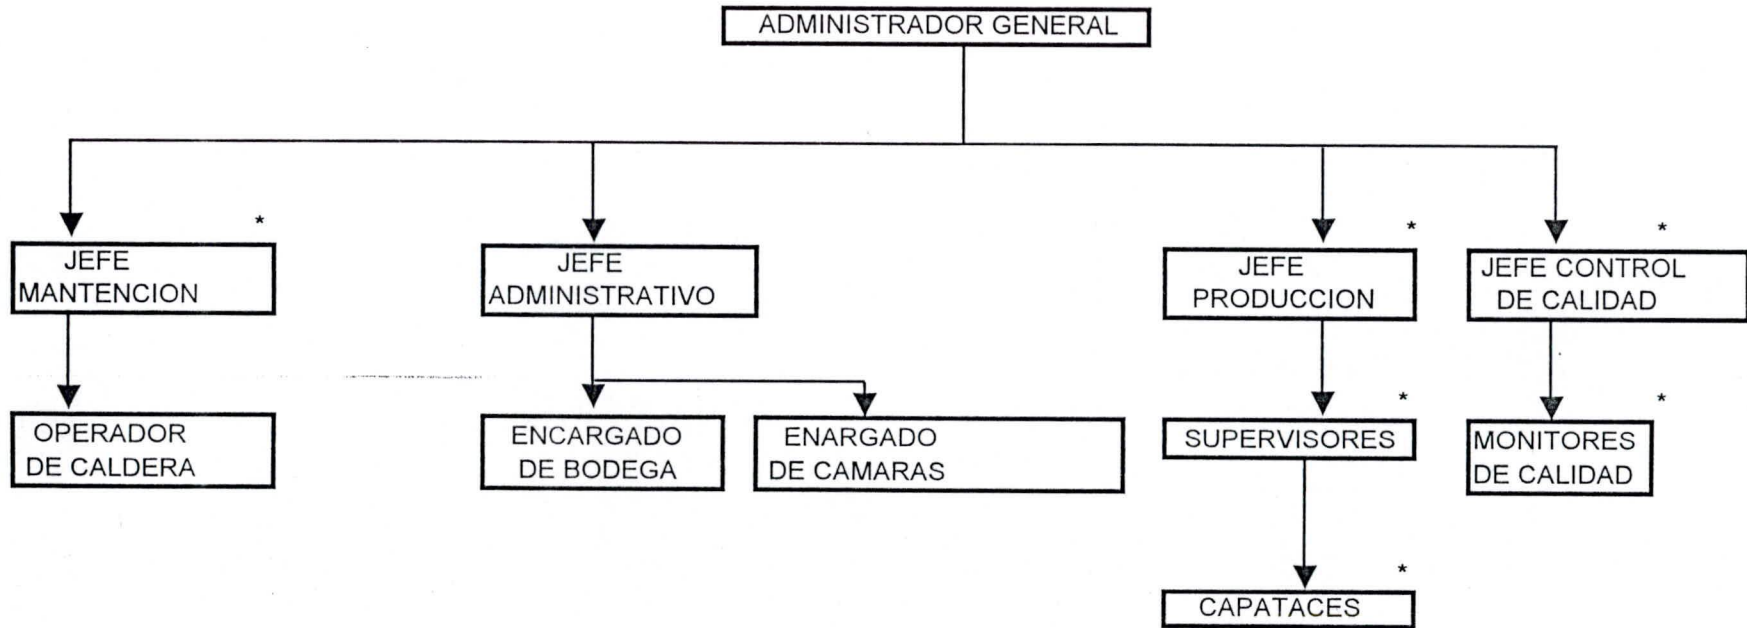 ADMINISTRADOR GENERAL
*
JEFE
MANTENCION
JEFE
ADMINISTRATIVO
*
JEFE
PRODUCCION
*
JEFE CONTROL
DE CALIDAD
OPERADOR
DE CALDERA
ENCARGADO
DE BODEGA
ENARGADO
DE CAMARAS
*
SUPERVISORES
*
MONITORES
DE CALIDAD
*
CAPATACES